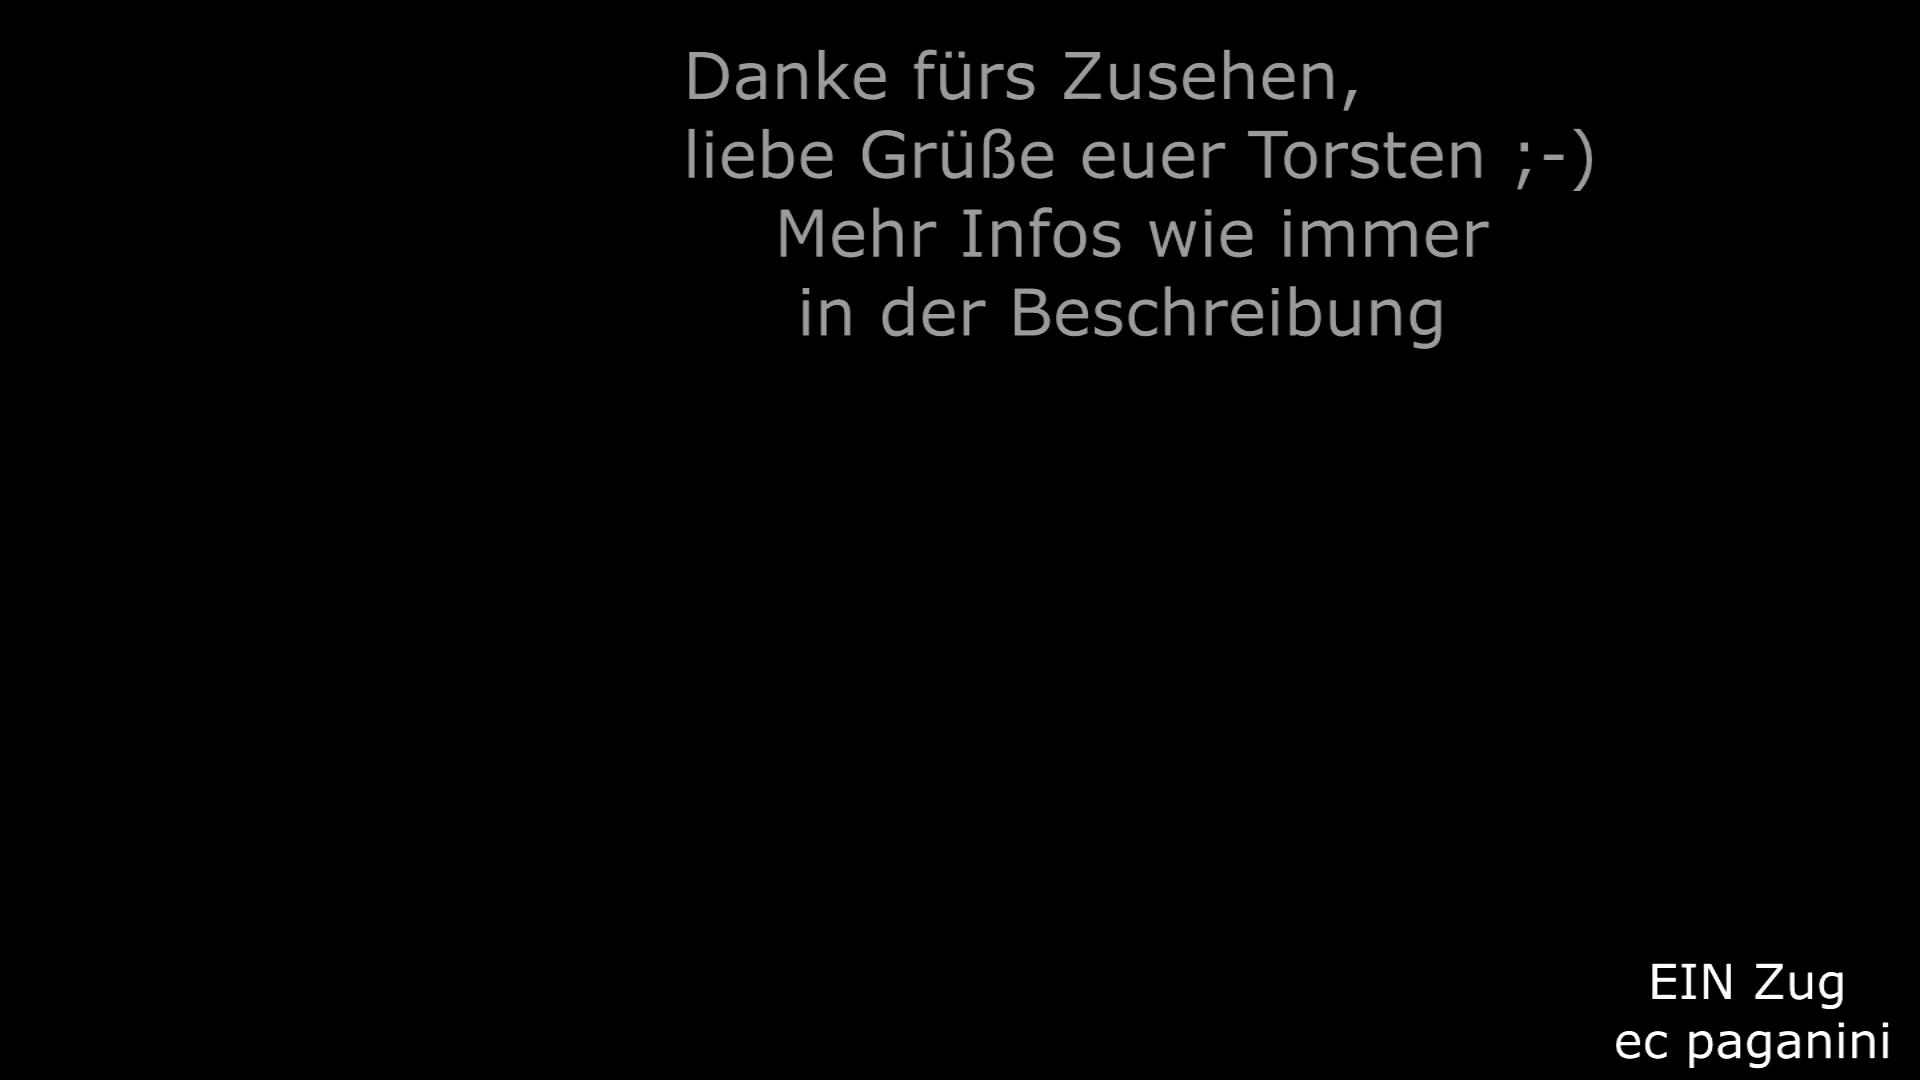 Danke fürs Zusehen,
liebe Grüße euer Torsten ;-)
Mehr Infos wie immer
in der Beschreibung
EIN Zug
ec paganini